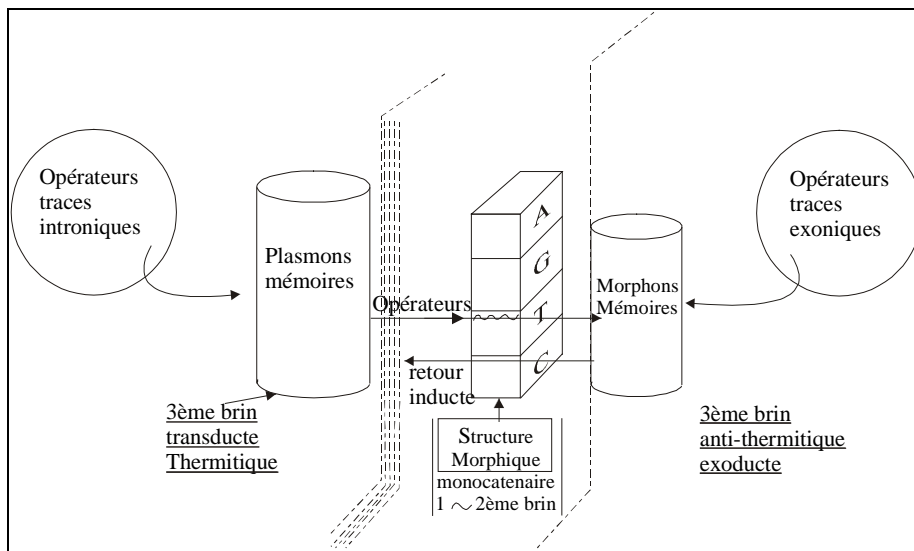 Opérateurs
traces
introniques
Plasmons
mémoires
Opérateurs
retour
inducte
A
G
T
C
Morphons
Mémoires
Opérateurs
traces
exoniques
3ème brin
transducte
Thermitique
Structure
Morphique
monocatenaire
1 ~ 2ème brin
3ème brin
anti-thermitique
exoducte